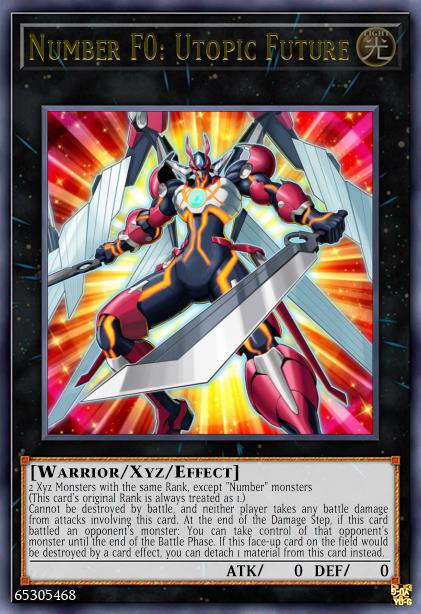 Number F0: Utopic Future
LIGHT
光
[Warrior/Xyz/Effect]
2 Xyz Monsters with the same Rank, except "Number" monsters
(This card's original Rank is always treated as 1.)
Cannot be destroyed by battle, and neither player takes any battle damage
from attacks involving this card. At the end of the Damage Step, if this card
battled an opponent's monster: You can take control of that opponent's
monster until the end of the Battle Phase. If this face-up card on the field would
be destroyed by a card effect, you can detach 1 material from this card instead.
ATK/ 0 DEF/ 0
65305468